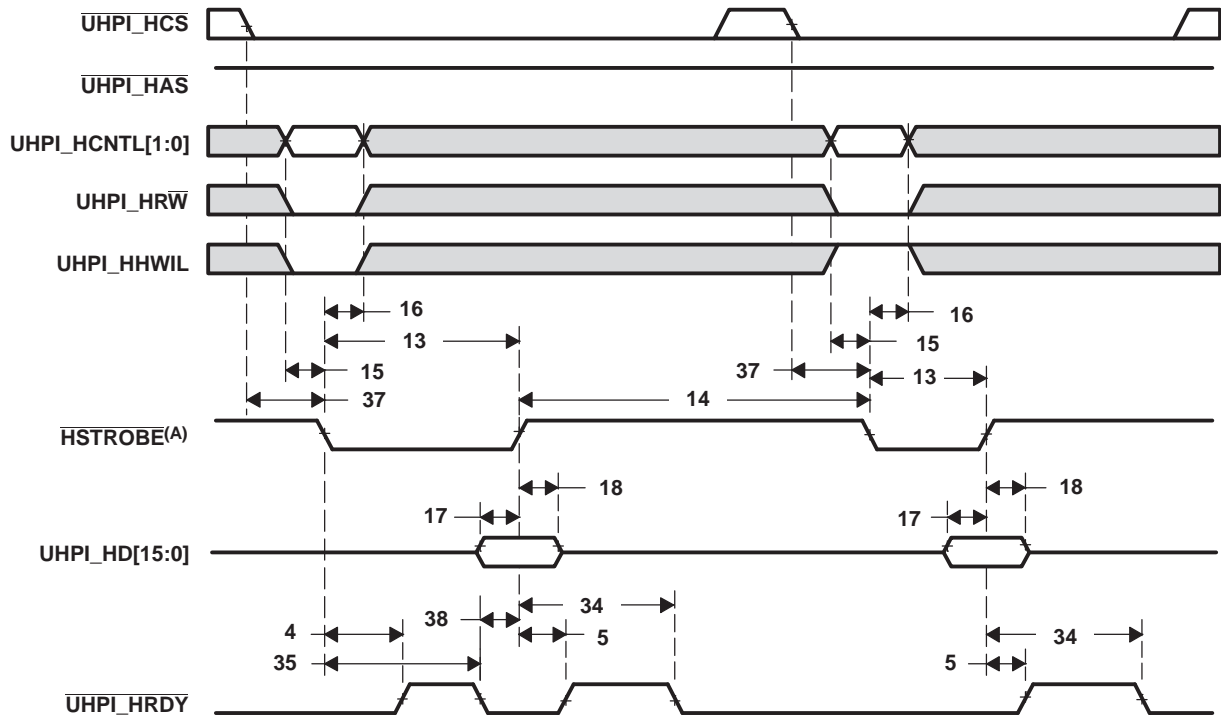 UHPI_HCS
UHPI_HAS
UHPI_HCNTL[1:0]
UHPI_HRW
UHPI_HHWIL
16
16
13
15
15
37
13
37
14
HSTROBE(A)
18
18
17
17
UHPI_HD[15:0]
34
38
4
5
34
35
5
UHPI_HRDY